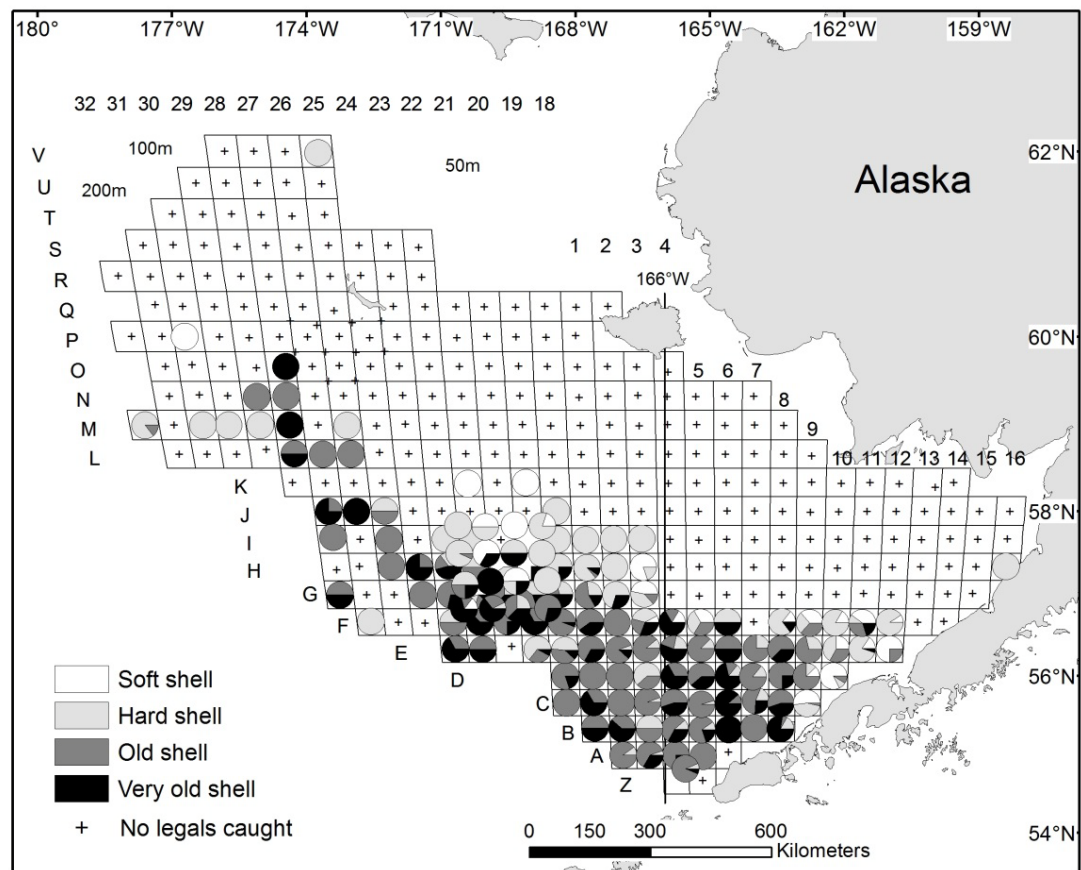 180° 177°W 174°W 171°W 168°W 165°W 162°W 159°W
32 31 30 29 28 27 26 25 24 23 22 21 20 19 18
V 100m 62°N
50m
U 200m Alaska
T
S 1 2 3 4
R 166°W
Q
P 60°N
O 5 6 7
N 8
M 9
L 10 11 12 13 14 15 16
K
J 58°N
I
H
G
F
E
D 56°N
Soft shell
Hard shell C
B
Old shell A
Z
Very old shell
+ No legals caught
0 150 300 600
Kilometers
54°N